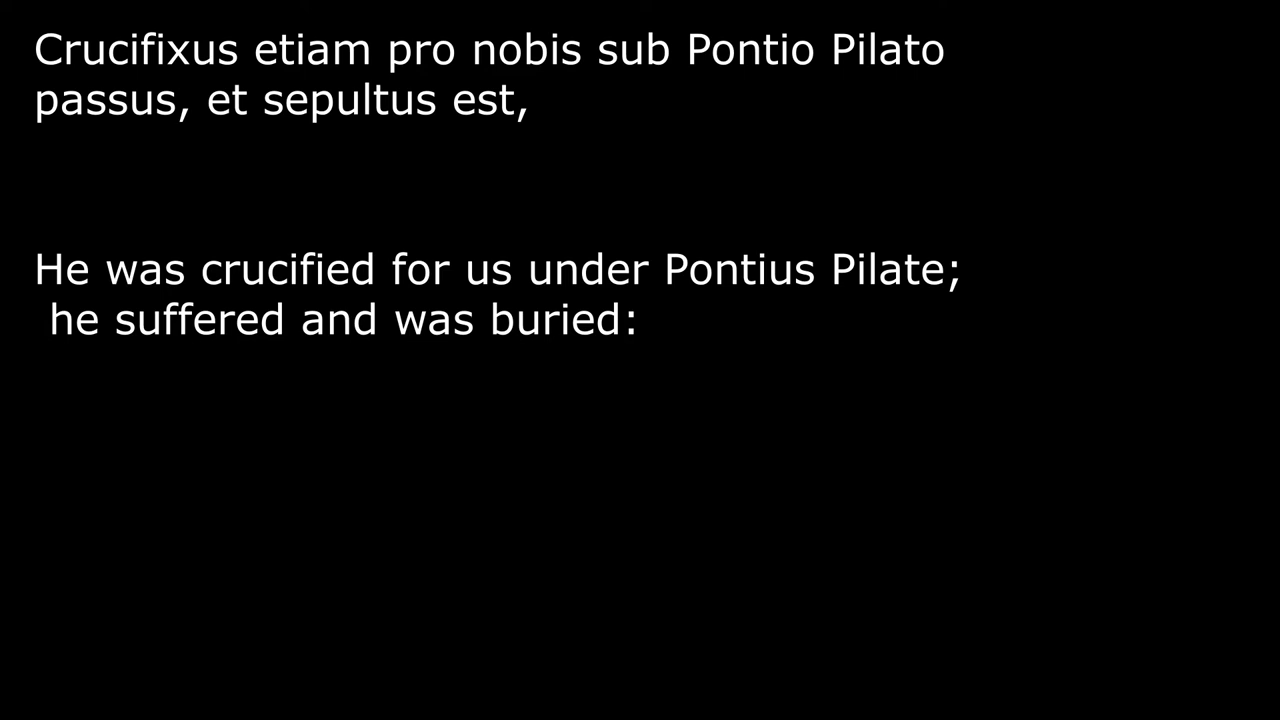 Crucifixus etiam pro nobis sub Pontio Pilato
passus, et sepultus est,
He was crucified for us under Pontius Pilate;
he suffered and was buried: